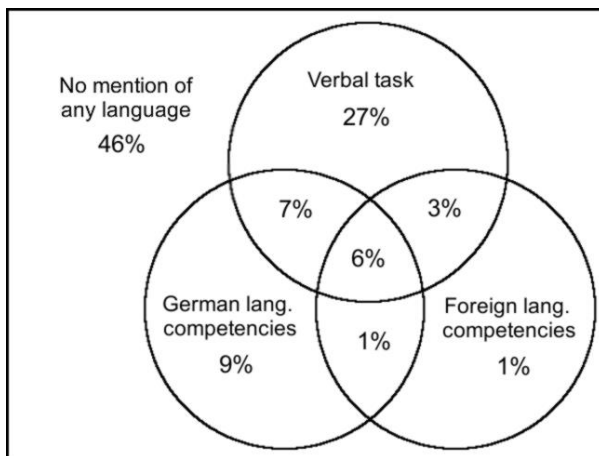 No mention of
any language
46%
Verbal task
27%
7%
3%
6%
German lang.
competencies
9%
1%
Foreign lang.
competencies
1%